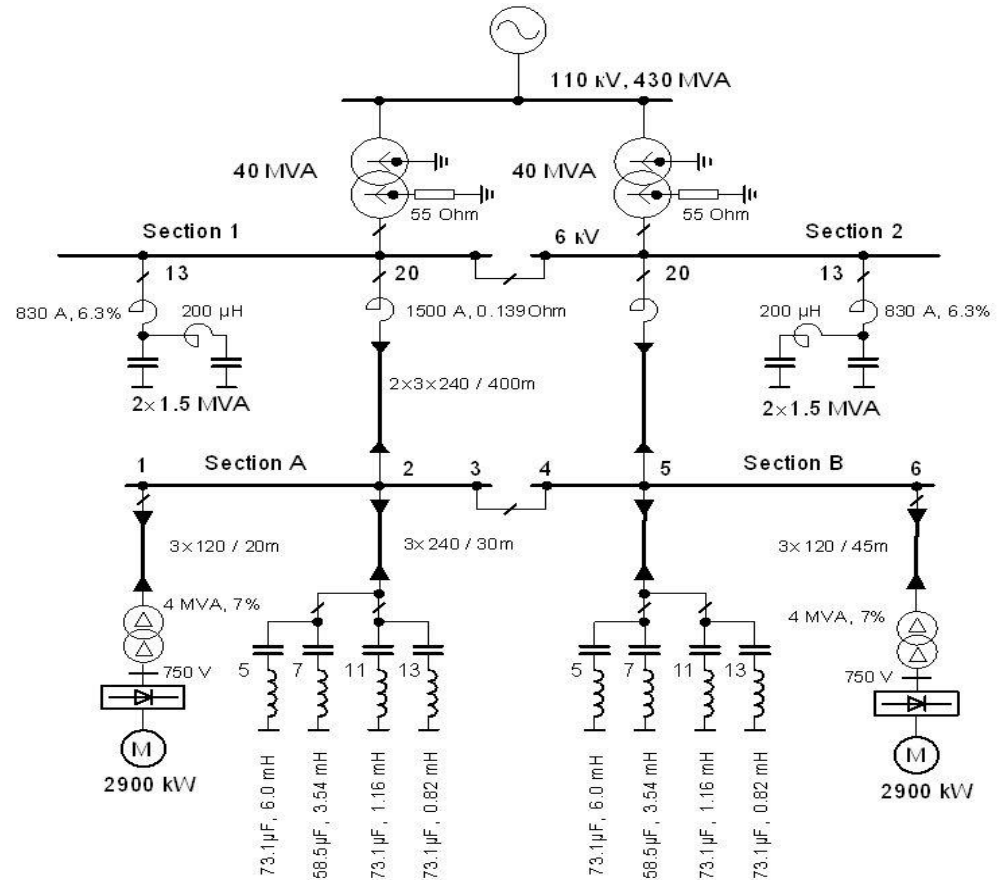 110 кV, 430 MVA
40 MVA
40 MVA
55 Ohm
55 Ohm
Section 1
6 кV
Section 2
13
20
20
13
830 A, 6.3%
200 µH
1500 A, 0.139Ohm
200 µH
830 A, 6.3%
2×3×240 / 400m
2×1.5 MVA
2×1.5 MVA
1
Section A
2
3
4
5
Section B
6
3×120 / 20m
3×240 / 30m
3×120 / 45m
4 MVA, 7%
4 MVA, 7%
5
7
11
13
5
7
11
13
750 V
750 V
M
M
2900 kW
2900 kW
73.1µF, 6.0 mH
58.5µF, 3.54 mH
73.1µF, 1.16 mH
73.1µF, 0.82 mH
73.1µF, 6.0 mH
58.5µF, 3.54 mH
73.1µF, 1.16 mH
73.1µF, 0.82 mH